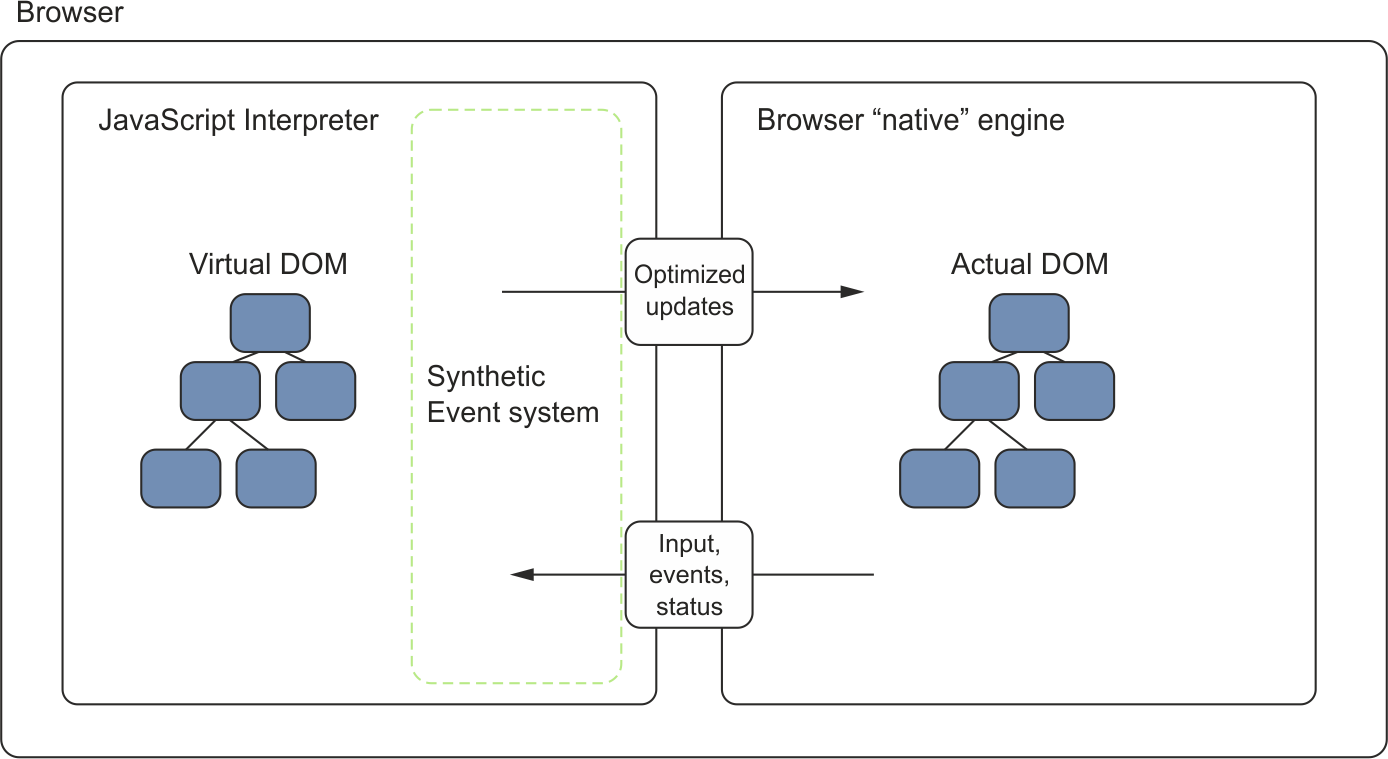 Browser
JavaScript Interpreter
Browser “native” engine
Virtual DOM
Optimized
updates
Actual DOM
Synthetic
Event system
Input,
events,
status